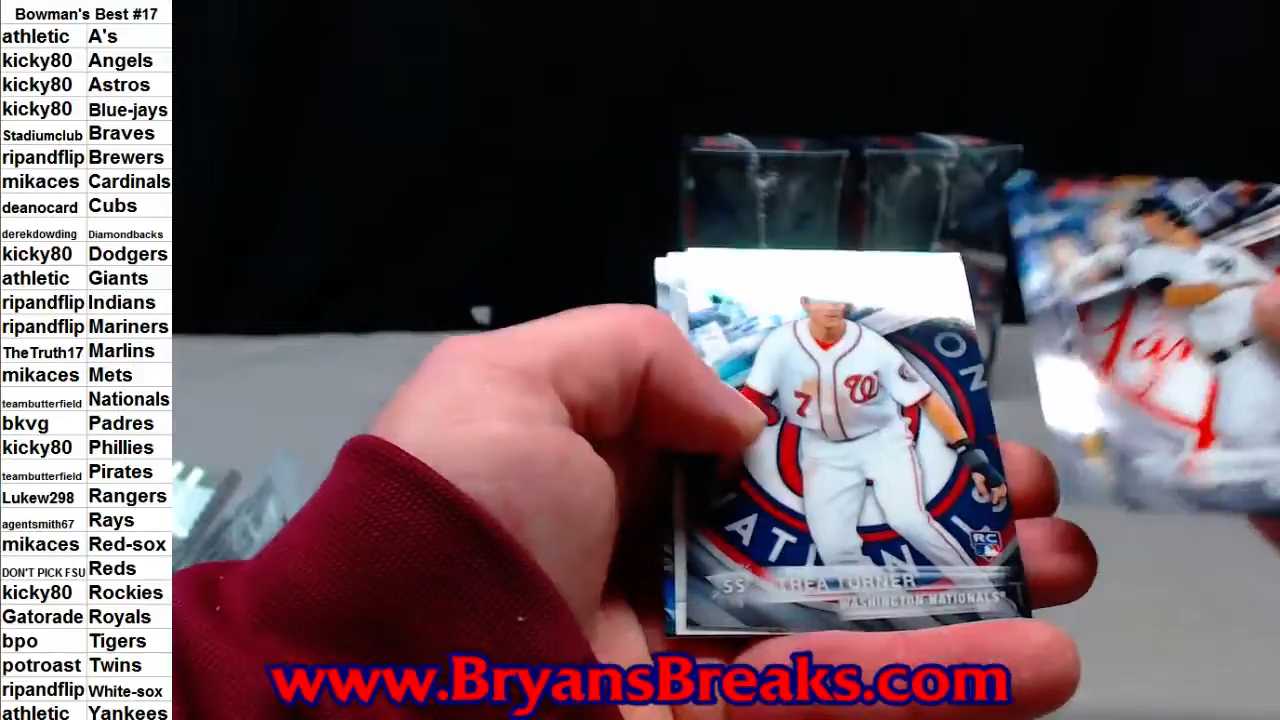 Bowman's Best #17
athletic A's
kicky80 Angels
kicky80 Astros
kicky80 Blue-jays
Stadiumclub Braves
ripandflip Brewers
mikaces Cardinals
deanocard Cubs
derekdowding Diamondbacks
kicky80 Dodgers
athletic Giants
ripandflip Indians
ripandflip Mariners
TheTruth17 Marlins
mikaces Mets
teambutterfield Nationals
bkvg Padres
kicky80 Phillies
teambutterfield Pirates
Lukew298 Rangers
agentsmith67 Rays
mikaces Red-sox
DON'T PICK FSU Reds
kicky80 Rockies
Gatorade Royals
bpo Tigers
potroast Twins
ripandflip White-sox
athletic Yankees
7 W
RC
SS TREA TURNER
WASHINGTON NATIONALS
www.BryansBreaks.com